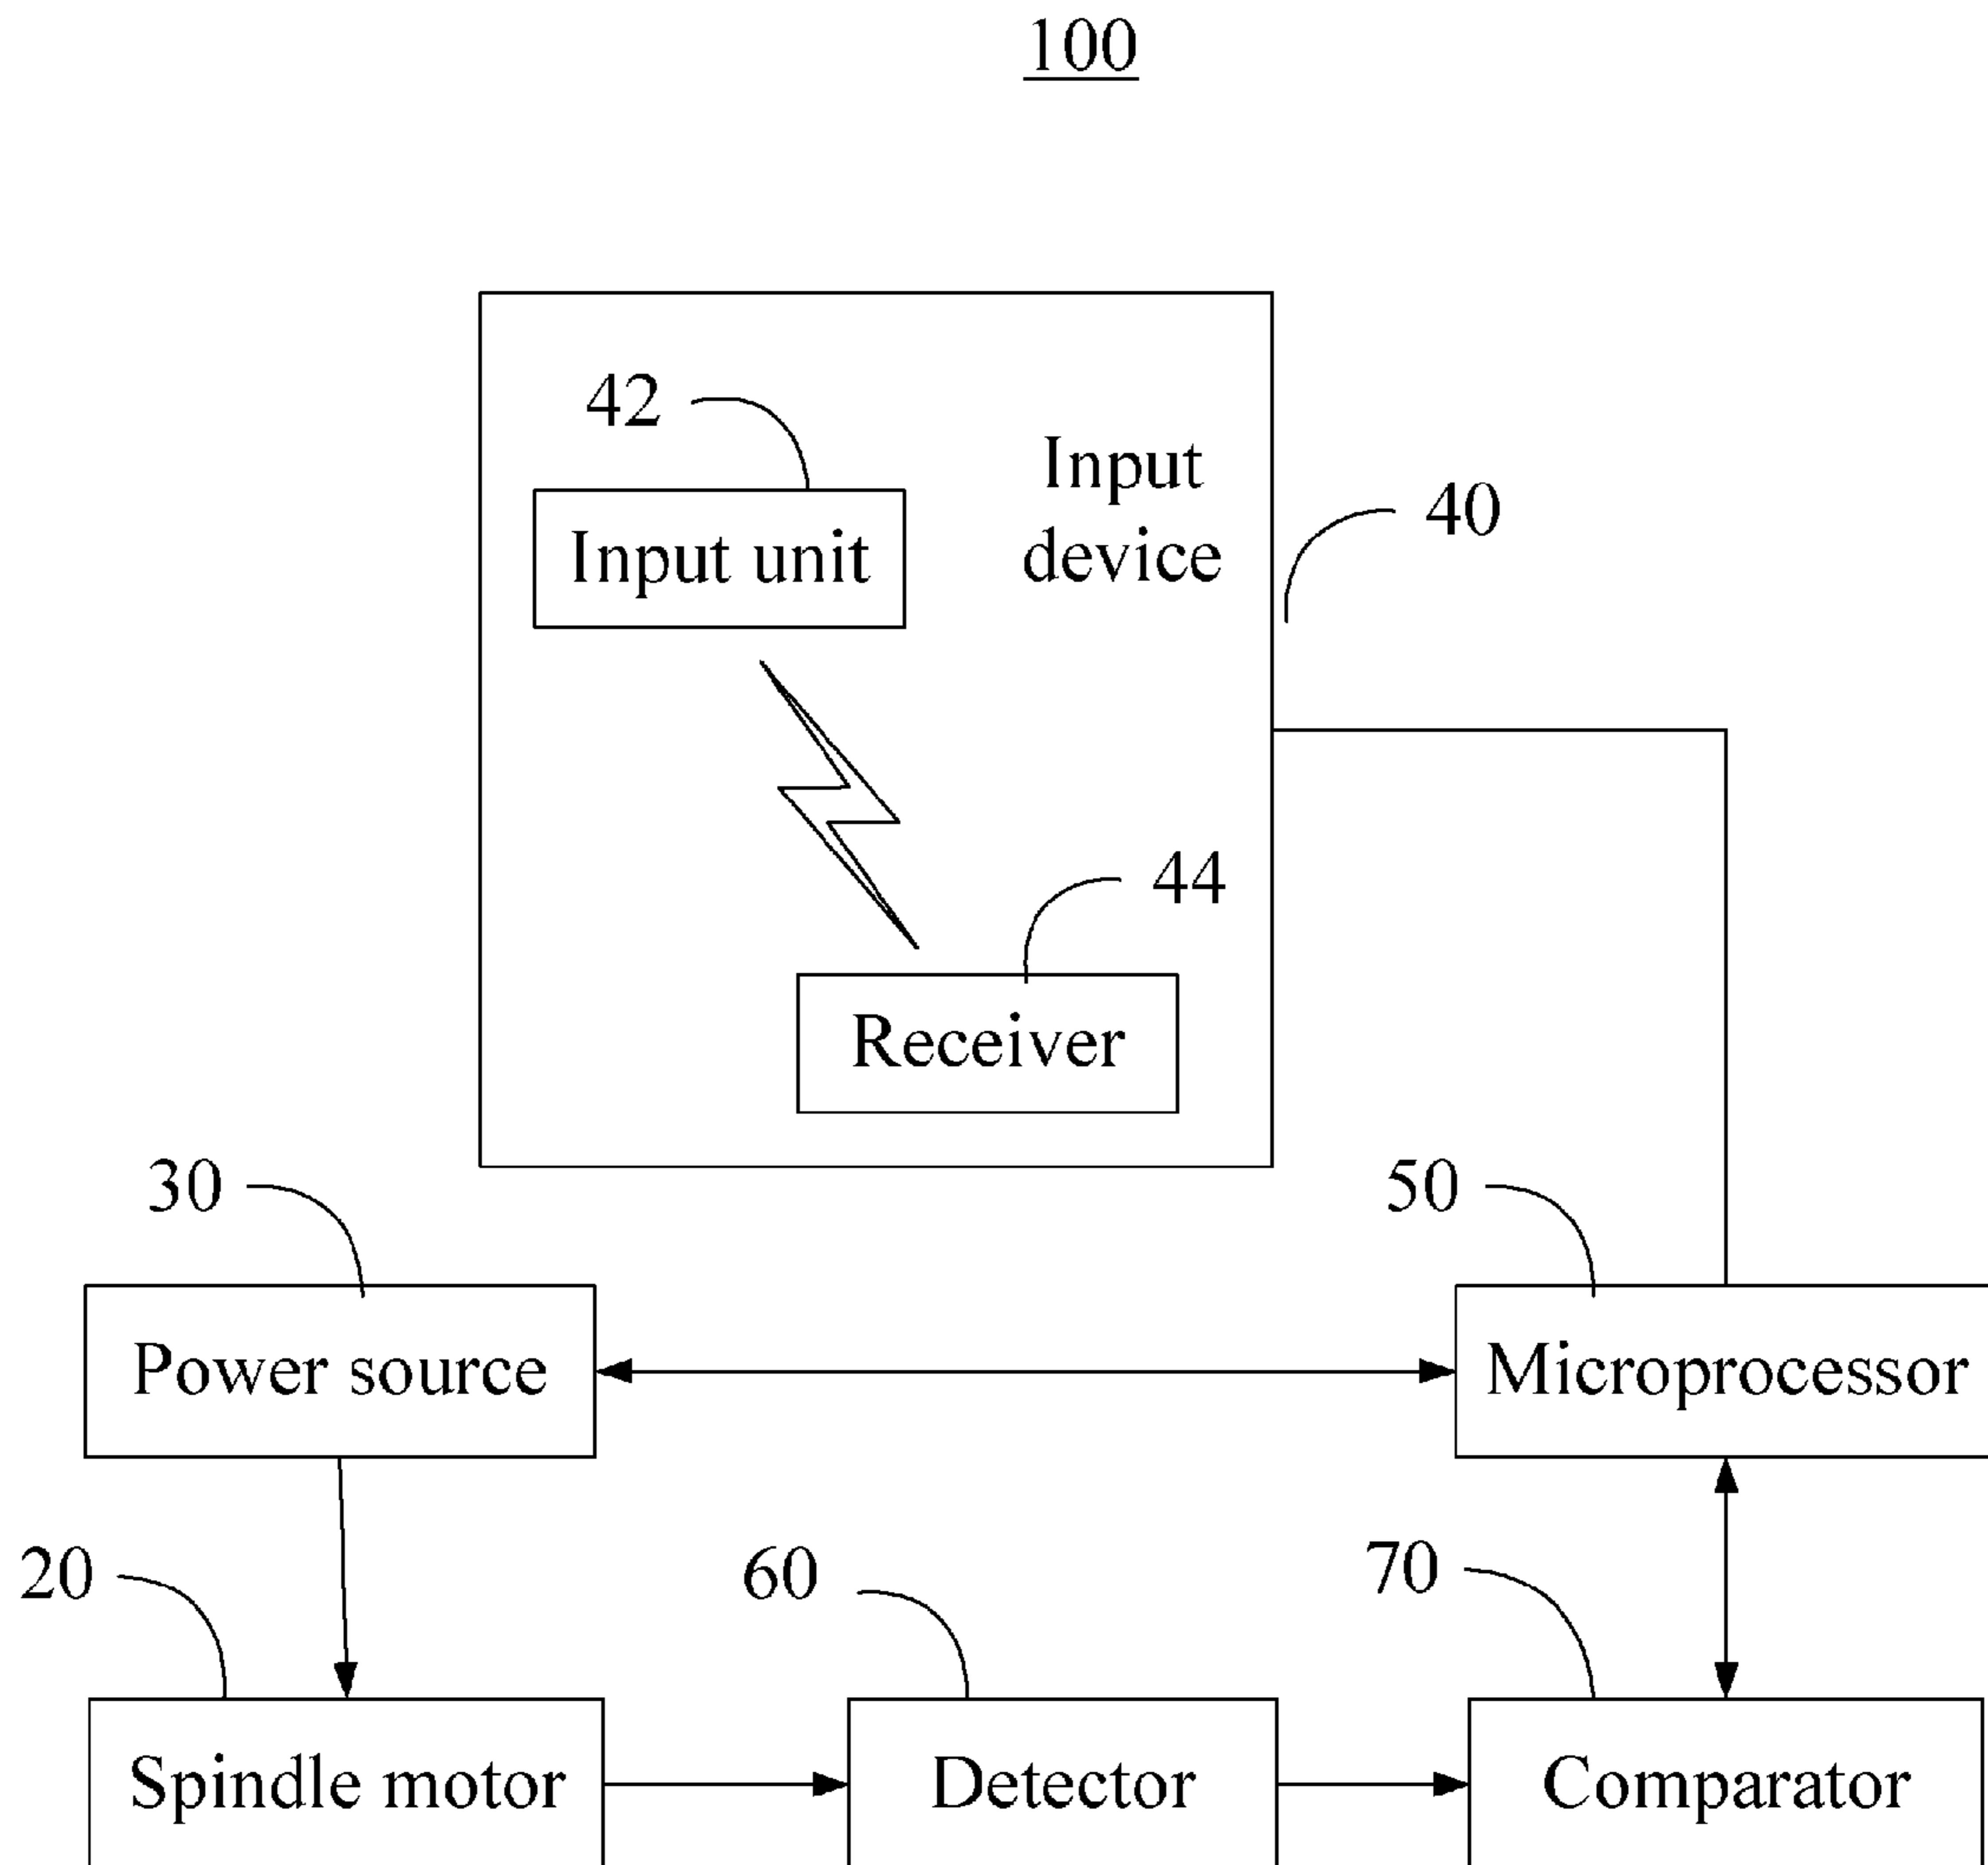 100
42
Input
device
40
Input unit
44
Receiver
30
50
Power source
Microprocessor
20
60
70
Spindle motor
Detector
Comparator